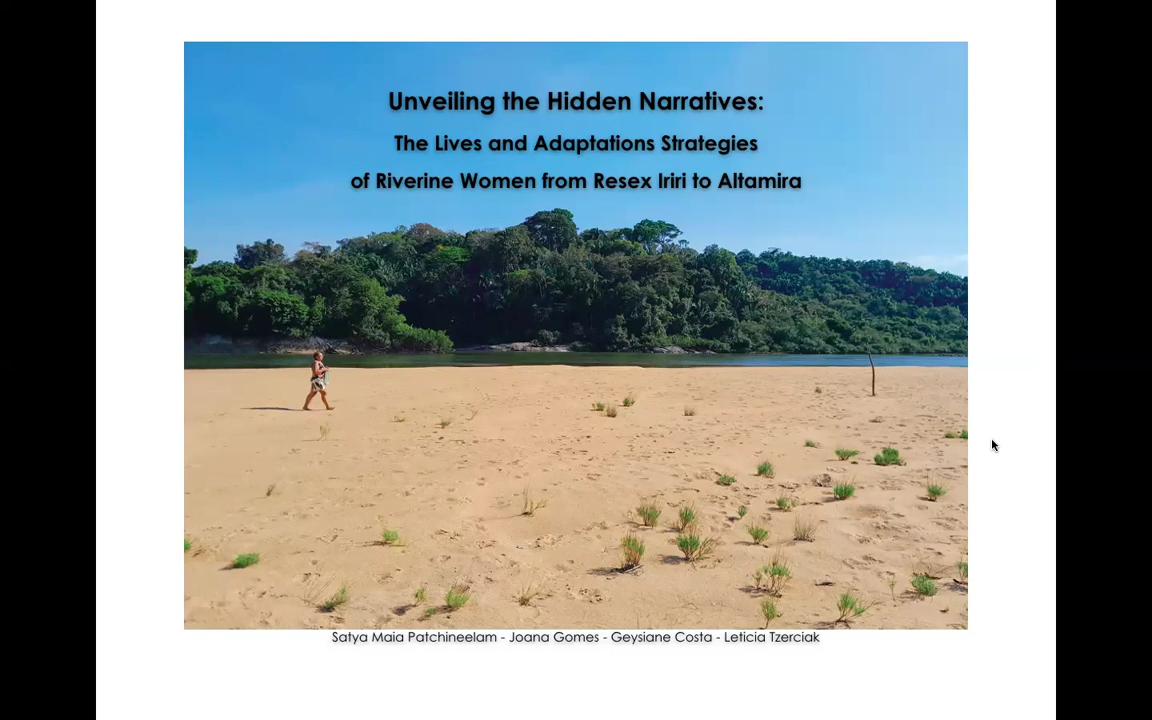 Unveiling the Hidden Narratives:
The Lives and Adaptations Strategies
of Riverine Women from Resex Iriri to Altamira
Satya Maia Patchineelam - Joana Gomes - Geysiane Costa - Leticia Tzerciak